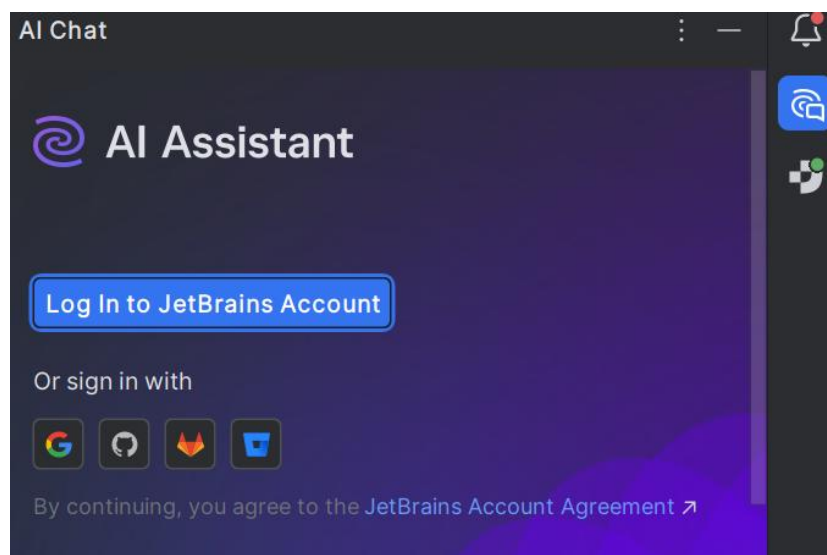 AI Chat
AI Assistant
Log In to JetBrains Account
Or sign in with
By continuing, you agree to the JetBrains Account Agreement ↗